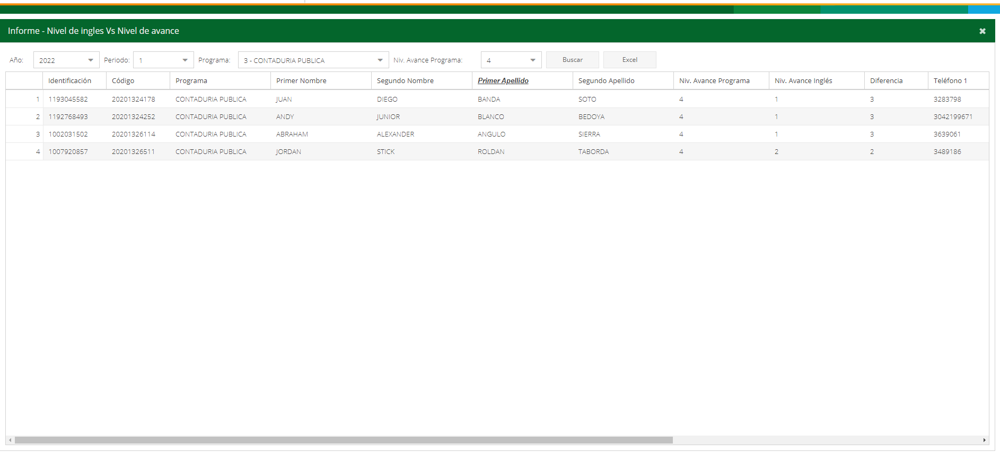 Informe - Nivel de ingles Vs Nivel de avance
Año: 2022 Periodo: 1 Programa: 3 - CONTADURIA PUBLICA Niv. Avance Programa: 4 Buscar Excel
Identificación Código Programa Primer Nombre Segundo Nombre Primer Apellido Segundo Apellido Niv. Avance Programa Niv. Avance Inglés Diferencia Teléfono 1
1 1193045582 20201324178 CONTADURIA PUBLICA JUAN DIEGO BANDA SOTO 4 1 3 3283798
2 1192768493 20201324252 CONTADURIA PUBLICA ANDY JUNIOR BLANCO BEDOYA 4 1 3 3042199671
3 1002031502 20201326114 CONTADURIA PUBLICA ABRAHAM ALEXANDER ANGULO SIERRA 4 1 3 3639061
4 1007920857 20201326511 CONTADURIA PUBLICA JORDAN STICK ROLDAN TABORDA 4 2 2 3489186